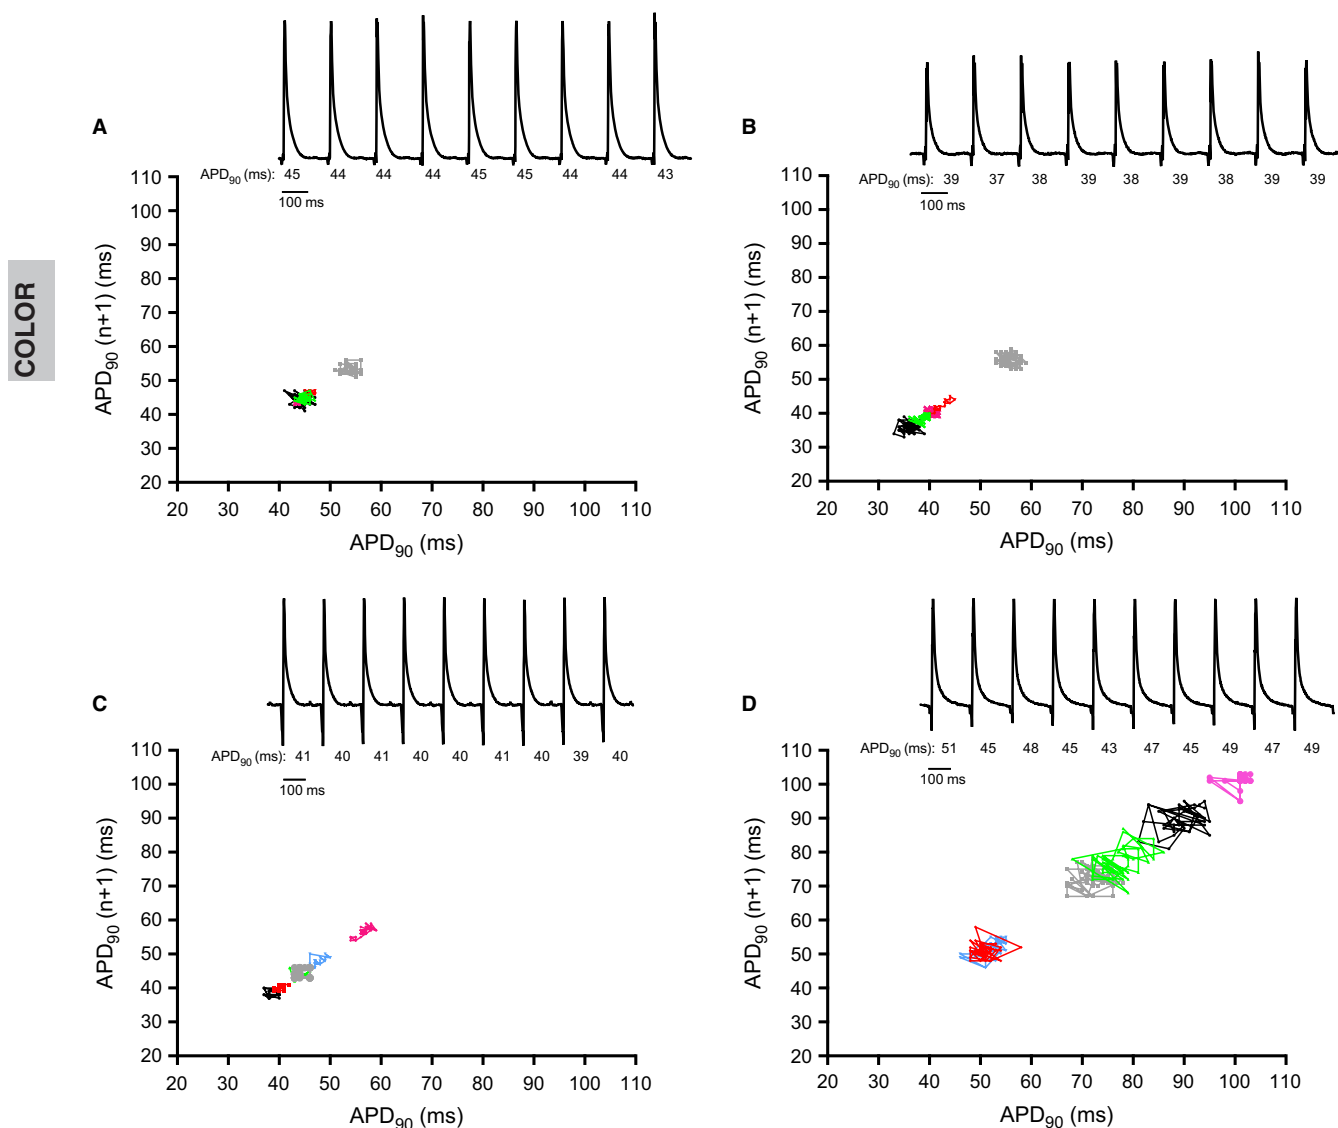 COLOR
A
APD90 (ms): 45 44 44 44 45 45 44 44 43
100 ms
110
100
90
80
70
60
50
40
30
20
APD90 (n+1) (ms)
20 30 40 50 60 70 80 90 100 110
APD90 (ms)
B
APD90 (ms): 39 37 38 39 38 39 38 39 39
100 ms
110
100
90
80
70
60
50
40
30
20
APD90 (n+1) (ms)
20 30 40 50 60 70 80 90 100 110
APD90 (ms)
C
APD90 (ms): 41 40 41 40 40 41 40 39 40
100 ms
110
100
90
80
70
60
50
40
30
20
APD90 (n+1) (ms)
20 30 40 50 60 70 80 90 100 110
APD90 (ms)
D
APD90 (ms): 51 45 48 45 43 47 45 49 47 49
100 ms
110
100
90
80
70
60
50
40
30
20
APD90 (n+1) (ms)
20 30 40 50 60 70 80 90 100 110
APD90 (ms)